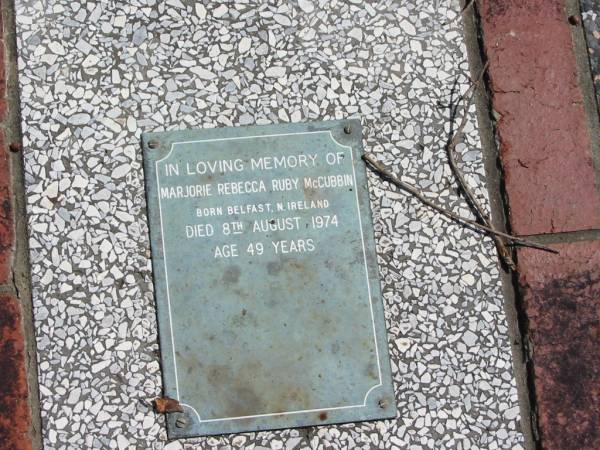 IN LOVING MEMORY OF
MARJORIE REBECCA RUBY McCUBBIN
BORN BELFAST, N. IRELAND
DIED 8TH AUGUST, 1974
AGE 49 YEARS